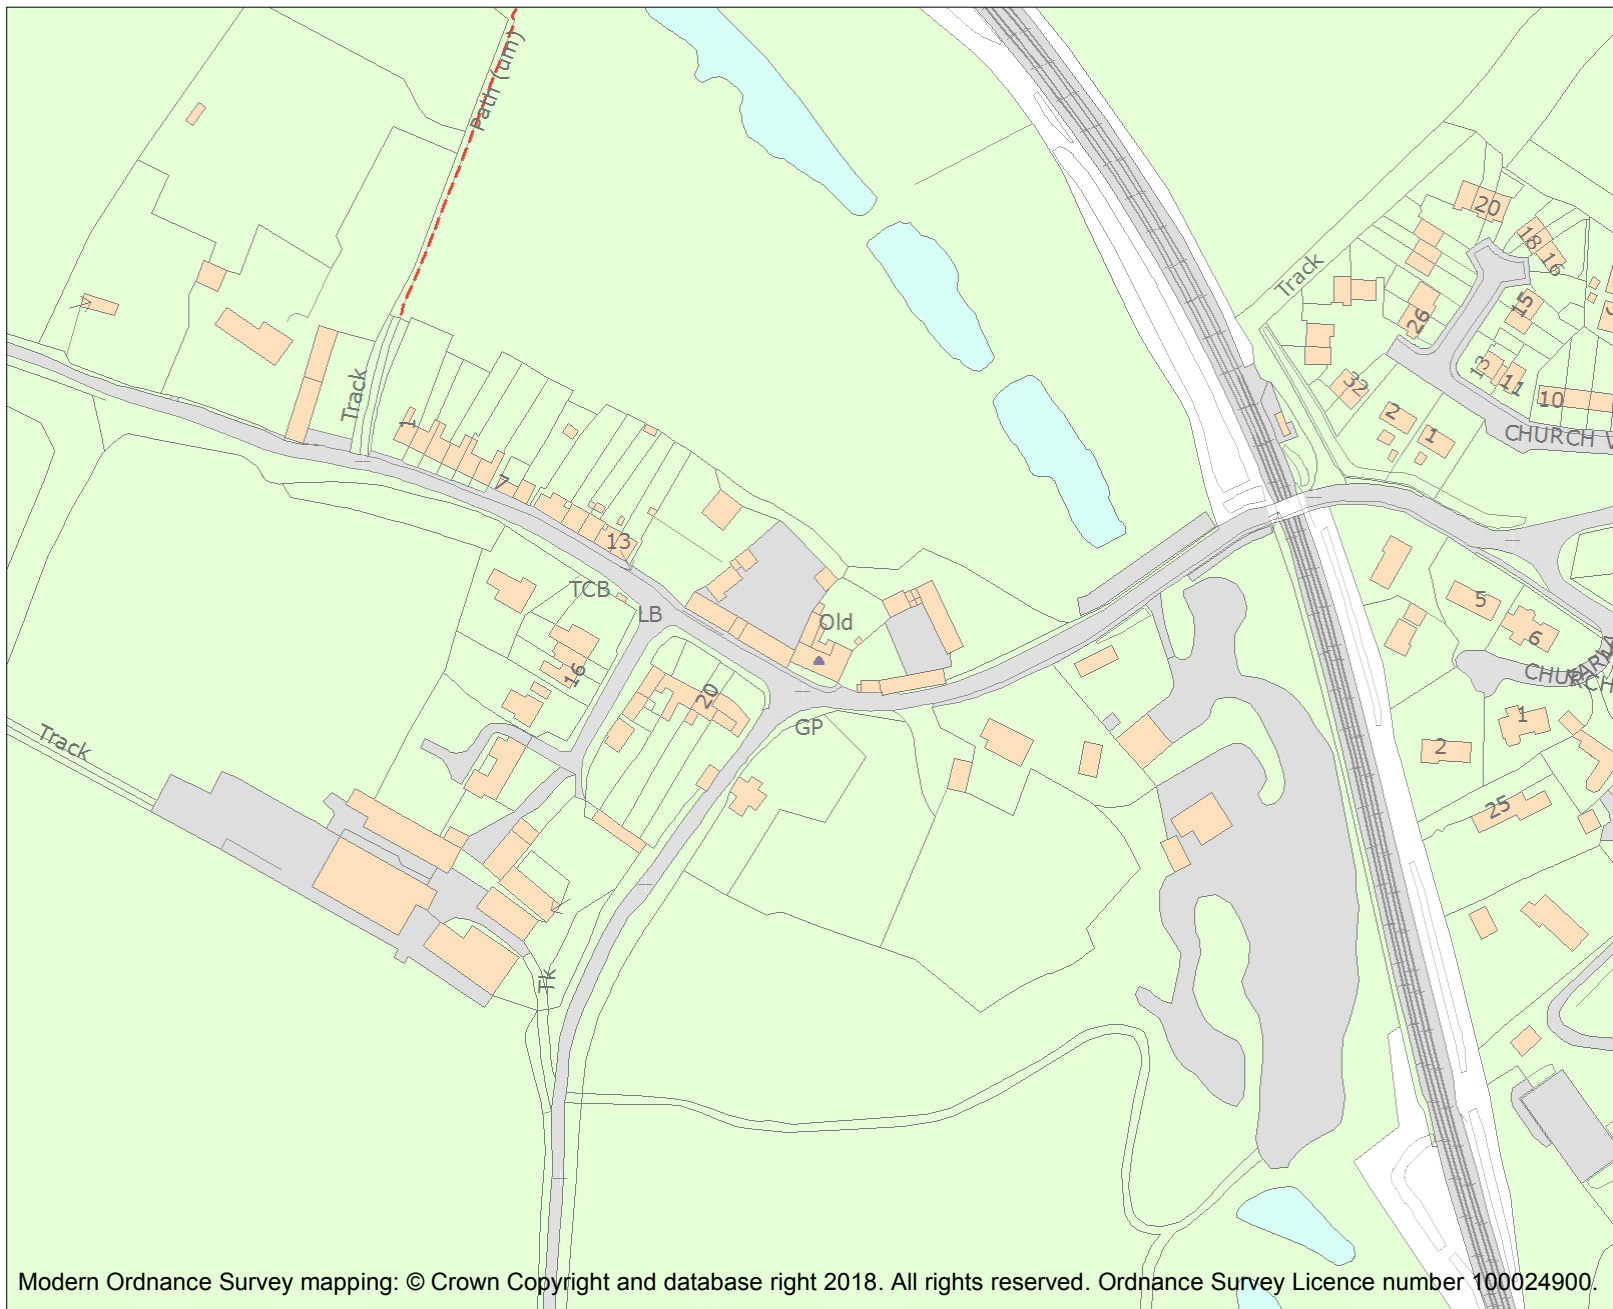 Path (um)
Track
20
18
16
15
26
13
11
32
2
10
1
CHURCH V
Track
1
7
13
TCB
LB
Old
16
20
GP
5
6
CHURCH
1
2
Track
25
Tk
Modern Ordnance Survey mapping: © Crown Copyright and database right 2018. All rights reserved. Ordnance Survey Licence number 100024900.